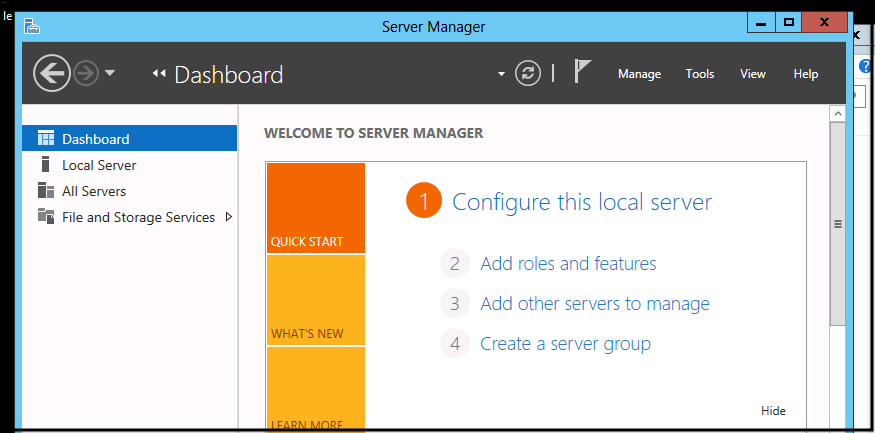 le
Server Manager
Dashboard
Manage Tools View Help
Dashboard
Local Server
All Servers
File and Storage Services
WELCOME TO SERVER MANAGER
QUICK START
WHAT'S NEW
LEARN MORE
1 Configure this local server
2 Add roles and features
3 Add other servers to manage
4 Create a server group
Hide